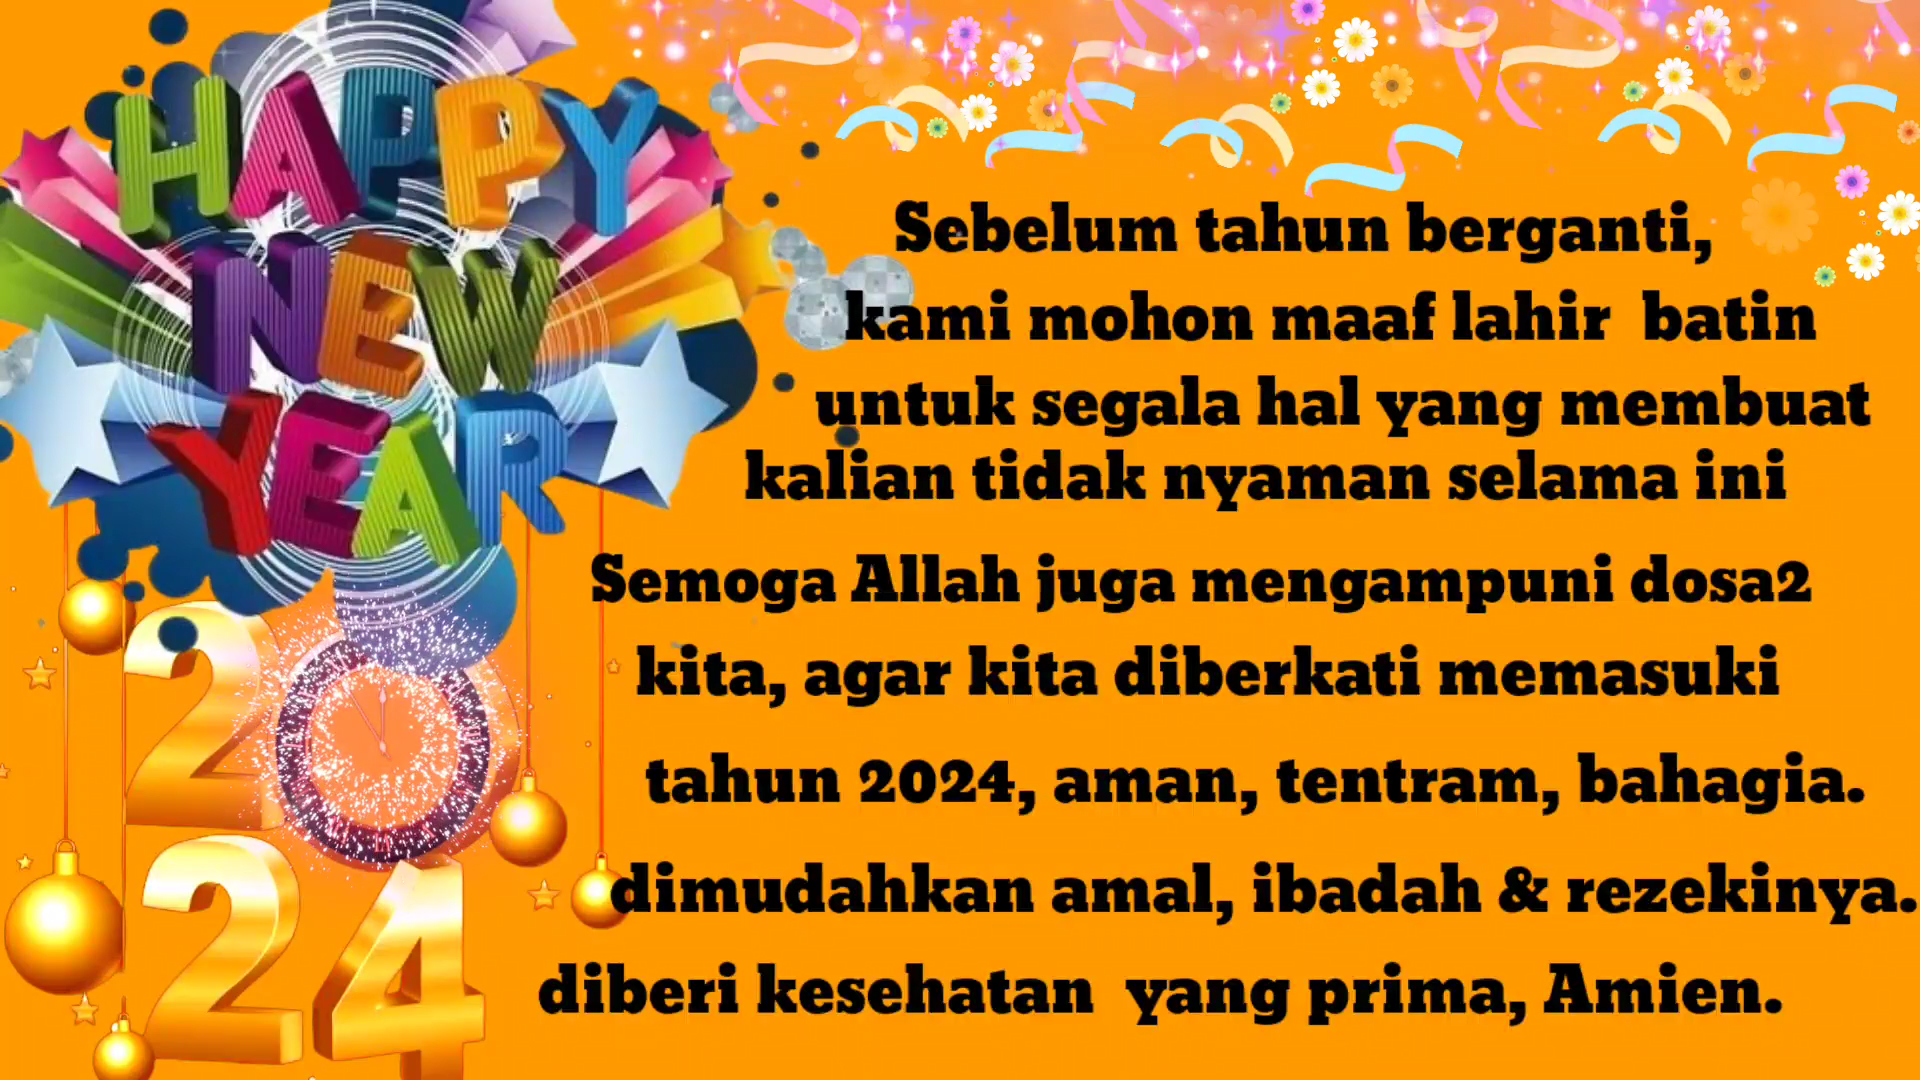 HAPPY
NEW
YEAR
2024
Sebelum tahun berganti,
kami mohon maaf lahir batin
untuk segala hal yang membuat
kalian tidak nyaman selama ini
Semoga Allah juga mengampuni dosa2
kita, agar kita diberkati memasuki
tahun 2024, aman, tentram, bahagia.
dimudahkan amal, ibadah & rezekinya.
diberi kesehatan yang prima, Amien.